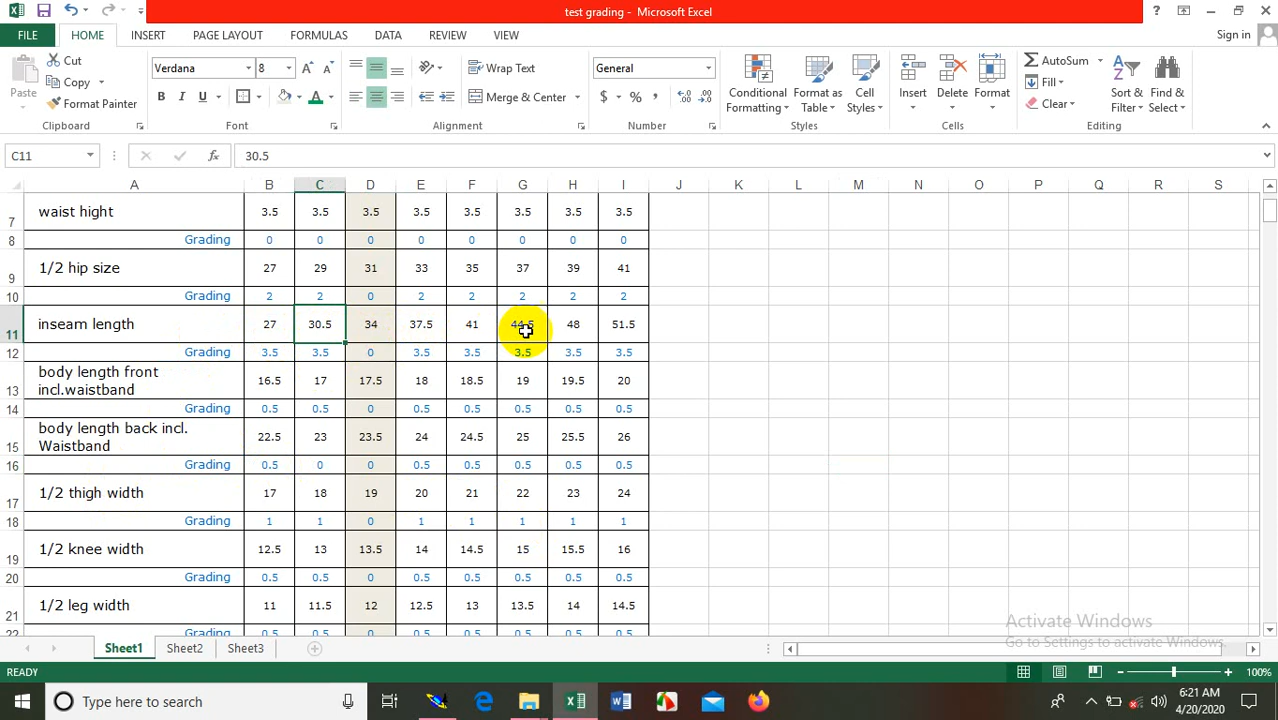 test grading - Microsoft Excel
?
FILE HOME INSERT PAGE LAYOUT FORMULAS DATA REVIEW VIEW Sign in
Paste Cut Copy Format Painter
Clipboard
Verdana 8
B I U A
Font
Wrap Text
Merge & Center
Alignment
General
$ % ,
Number
Conditional Formatting Format as Table Cell Styles
Styles
Insert Delete Format
Cells
AutoSum Fill Clear
Sort & Filter Find & Select
Editing
C11 fx 30.5
A B C D E F G H I J K L M N O P Q R S
7 waist hight 3.5 3.5 3.5 3.5 3.5 3.5 3.5 3.5
8 Grading 0 0 0 0 0 0 0 0
9 1/2 hip size 27 29 31 33 35 37 39 41
10 Grading 2 2 0 2 2 2 2 2
11 inseam length 27 30.5 34 37.5 41 44.5 48 51.5
12 Grading 3.5 3.5 0 3.5 3.5 3.5 3.5 3.5
13 body length front incl.waistband 16.5 17 17.5 18 18.5 19 19.5 20
14 Grading 0.5 0.5 0 0.5 0.5 0.5 0.5 0.5
15 body length back incl. Waistband 22.5 23 23.5 24 24.5 25 25.5 26
16 Grading 0.5 0 0 0.5 0.5 0.5 0.5 0.5
17 1/2 thigh width 17 18 19 20 21 22 23 24
18 Grading 1 1 0 1 1 1 1 1
19 1/2 knee width 12.5 13 13.5 14 14.5 15 15.5 16
20 Grading 0.5 0.5 0 0.5 0.5 0.5 0.5 0.5
21 1/2 leg width 11 11.5 12 12.5 13 13.5 14 14.5
22 Grading 0.5 0.5 0 0.5 0.5 0.5 0.5 0.5
Activate Windows
Go to Settings to activate Windows.
Sheet1 Sheet2 Sheet3
READY 100%
Type here to search
6:21 AM
4/20/2020